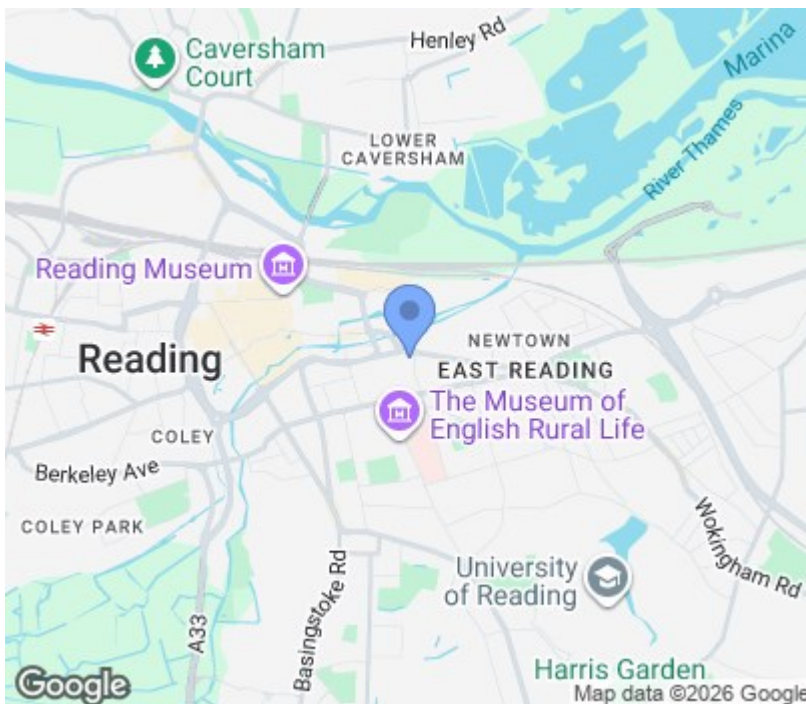 Caversham
Court
Henley Rd
Marina
LOWER
CAVERSHAM
River Thames
Reading Museum
Reading
NEWTOWN
EAST READING
The Museum of
English Rural Life
COLEY
Berkeley Ave
COLEY PARK
A33
Basingstoke Rd
University
of Reading
Wokingham Rd
Harris Garden
Google
Map data ©2026 Google